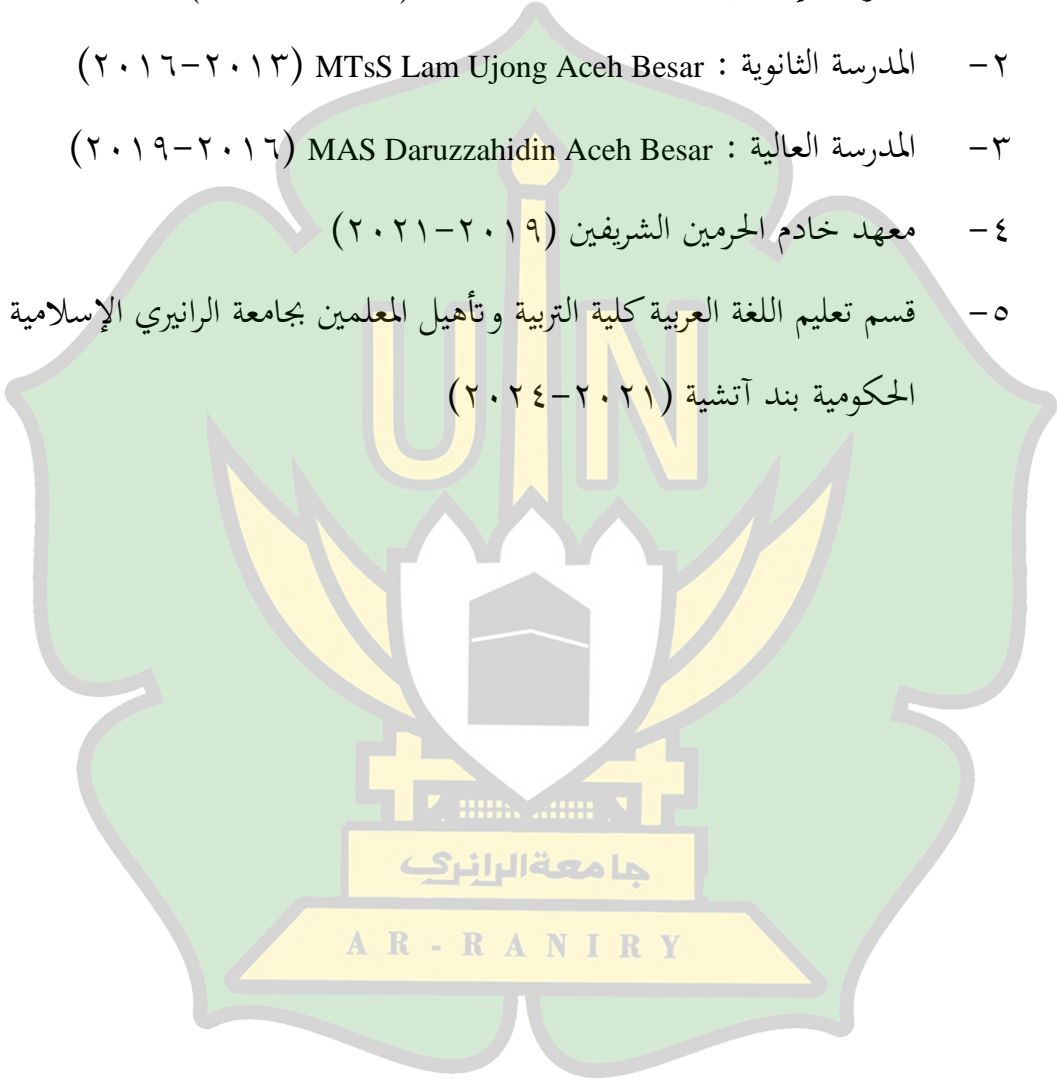 ٢- المدرسة الثانوية : MTsS Lam Ujong Aceh Besar (٢٠١٣-٢٠١٦)
٣- المدرسة العالية : MAS Daruzzahidin Aceh Besar (٢٠١٦-٢٠١٩)
٤- معهد خادم الحرمين الشريفين (٢٠١٩-٢٠٢١)
٥- قسم تعليم اللغة العربية كلية التربية وتأهيل المعلمين بجامعة الرانيري الإسلامية
الحكومية بند آتشية (٢٠٢١-٢٠٢٤)
UIN
جامعة الرانري
AR-RANIRY